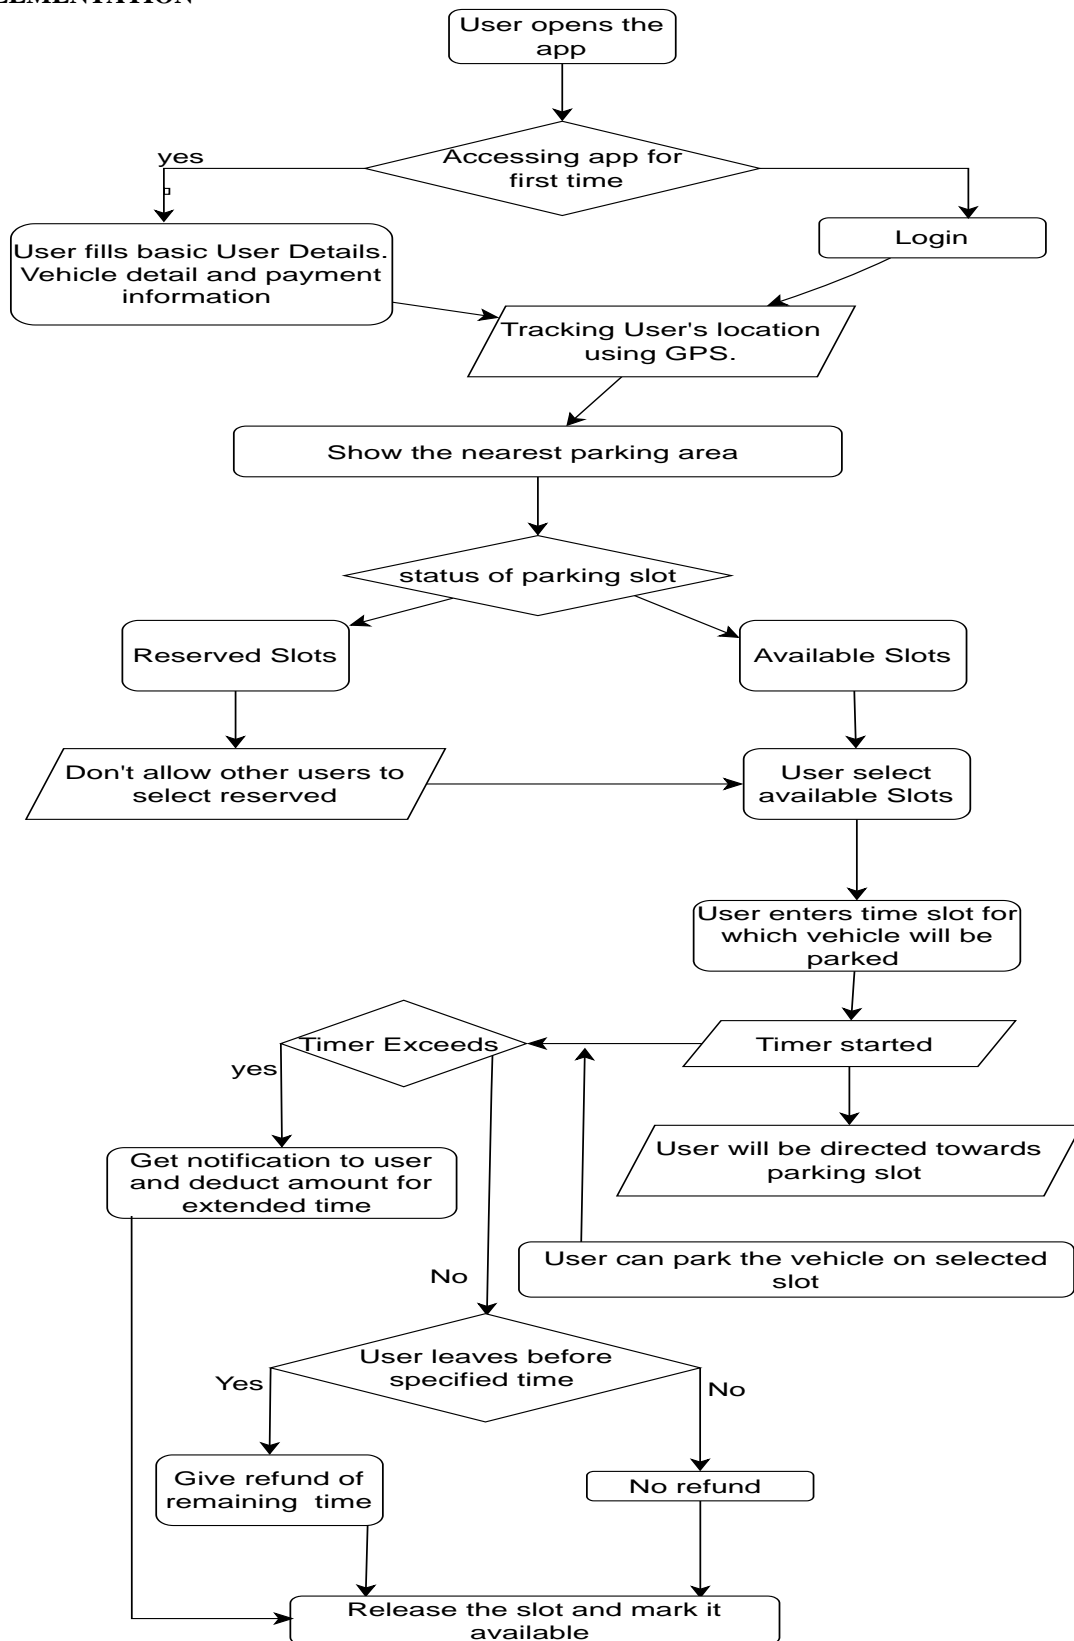 User opens the
app
Accessing app for
first time
yes
User fills basic User Details.
Vehicle detail and payment
information
Login
Tracking User's location
using GPS.
Show the nearest parking area
status of parking slot
Reserved Slots
Available Slots
Don't allow other users to
select reserved
User select
available Slots
User enters time slot for
which vehicle will be
parked
Timer Exceeds
Timer started
yes
Get notification to user
and deduct amount for
extended time
User will be directed towards
parking slot
User can park the vehicle on selected
slot
No
User leaves before
specified time
Yes
No
Give refund of
remaining time
No refund
Release the slot and mark it
available